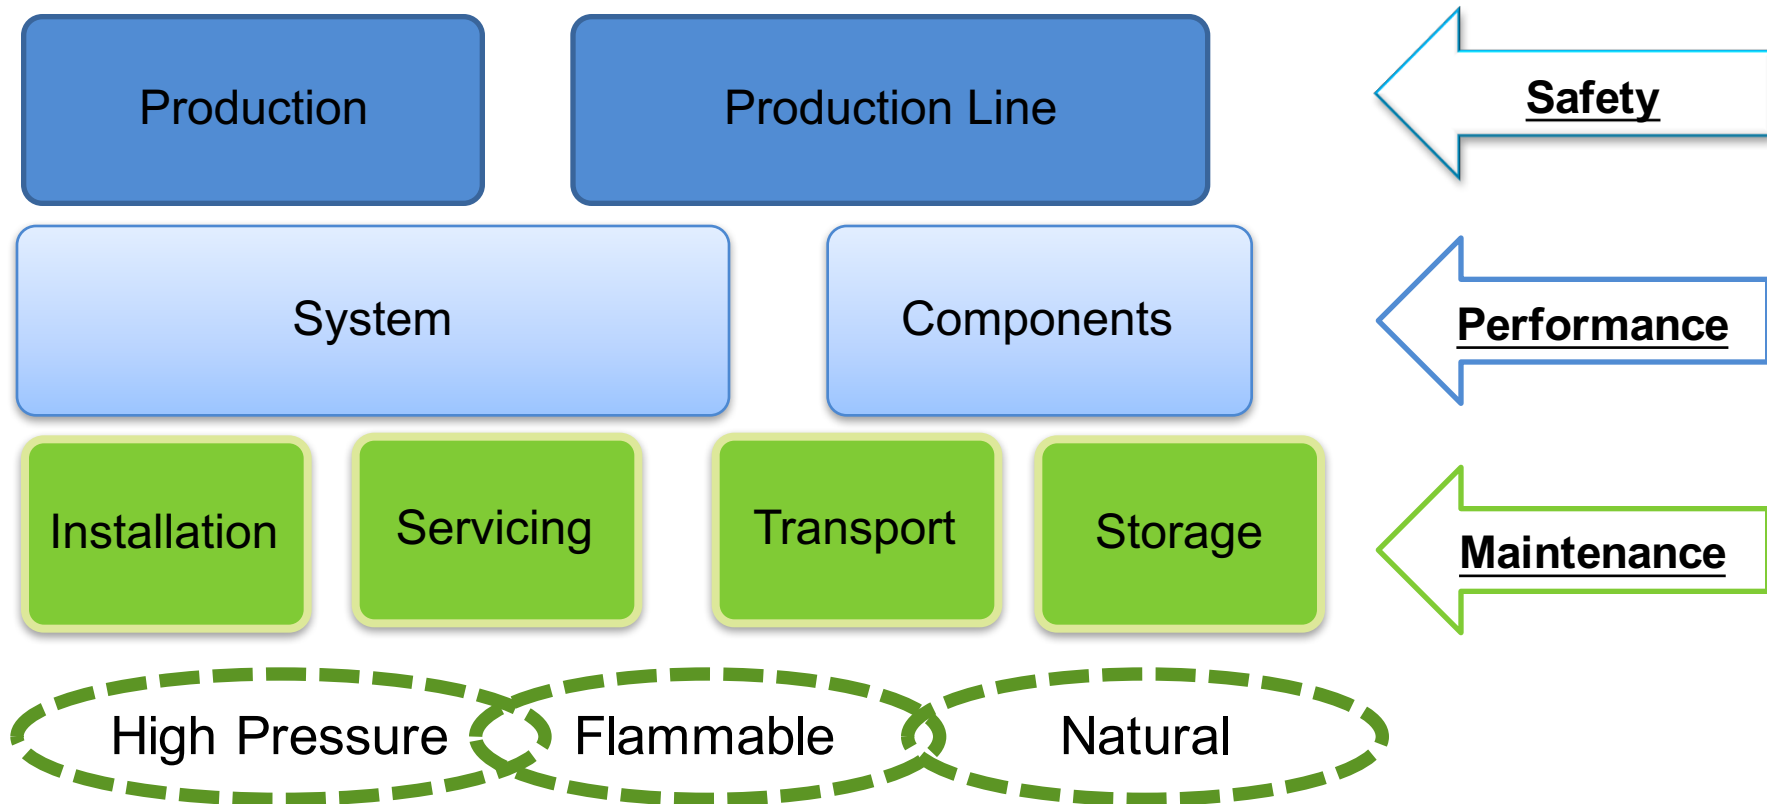 Production
Production Line
Safety
System
Components
Performance
Installation
Servicing
Transport
Storage
Maintenance
High Pressure
Flammable
Natural